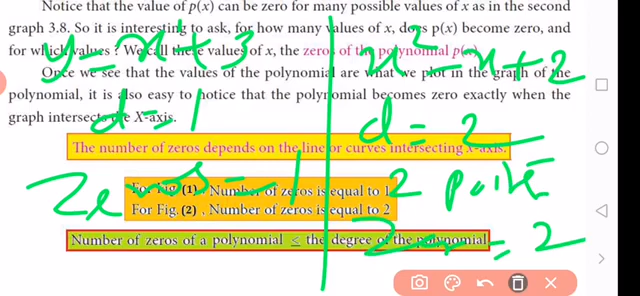 Notice that the value of p(x) can be zero for many possible values of x as in the second
graph 3.8. So it is interesting to ask, for how many values of x, does p(x) become zero, and
for which values ? We call these values of x, the zeros of the polynomial p(x).
y = x + 3
x² - x + 2
Once we see that the values of the polynomial are what we plot in the graph of the
polynomial, it is also easy to notice that the polynomial becomes zero exactly when the
graph intersects the X-axis.
d = 1
d = 2
The number of zeros depends on the line or curves intersecting x-axis.
Zeros = 1
2
For Fig. (1) , Number of zeros is equal to 1
For Fig. (2) , Number of zeros is equal to 2
Number of zeros of a polynomial ≤ the degree of the polynomial
= 2